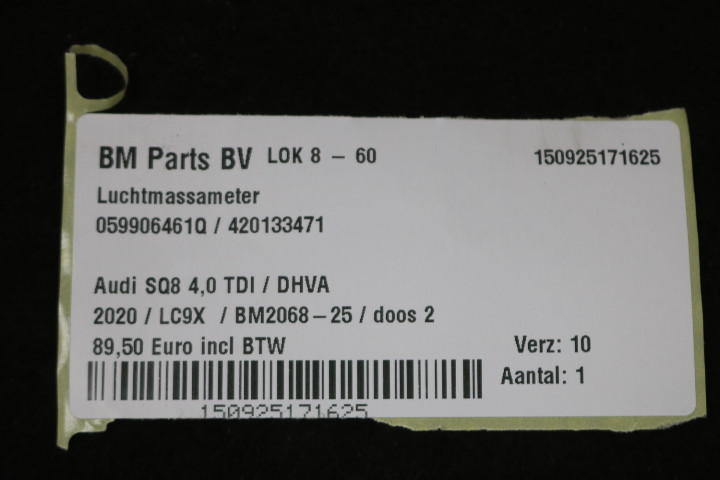 BM Parts BV LOK 8 - 60 150925171625
Luchtmassameter
059906461Q / 420133471
Audi SQ8 4,0 TDI / DHVA
2020 / LC9X / BM2068-25 / doos 2
89,50 Euro incl BTW Verz: 10
Aantal: 1
150925171625